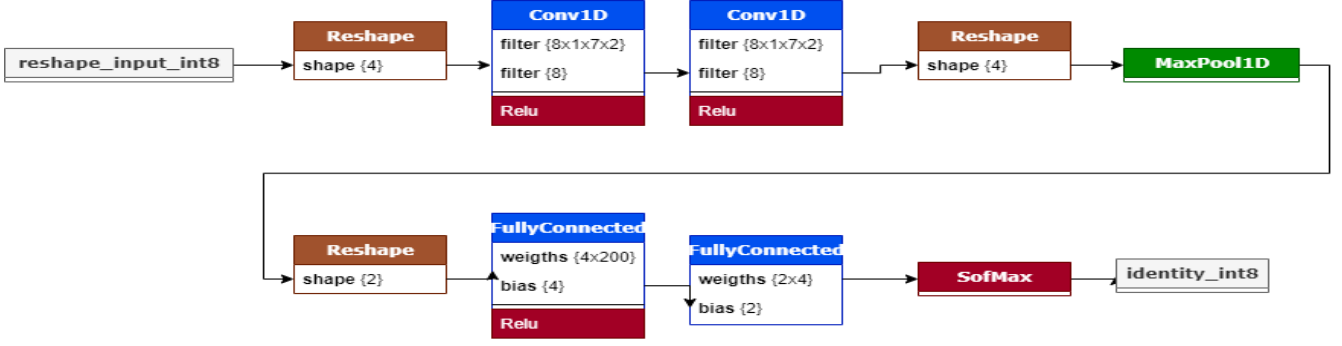 reshape_input_int8
Reshape
shape {4}
Conv1D
filter {8x1x7x2}
filter {8}
Relu
Conv1D
filter {8x1x7x2}
filter {8}
Relu
Reshape
shape {4}
MaxPool1D
Reshape
shape {2}
FullyConnected
weigths {4x200}
bias {4}
Relu
FullyConnected
weigths {2x4}
bias {2}
SofMax
identity_int8